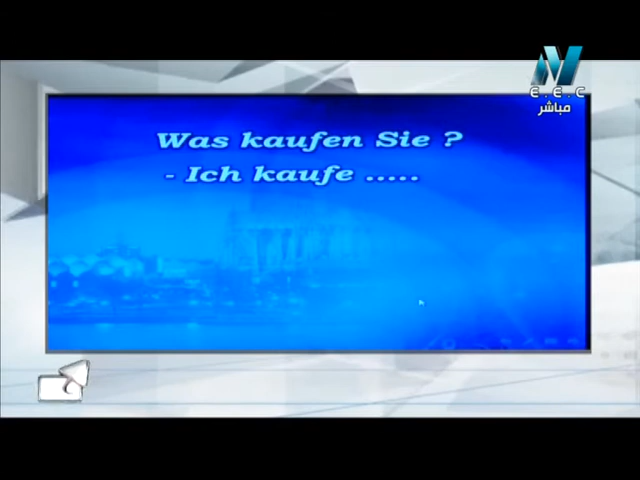 E.E.C
مباشر
Was kaufen Sie ?
- Ich kaufe .....